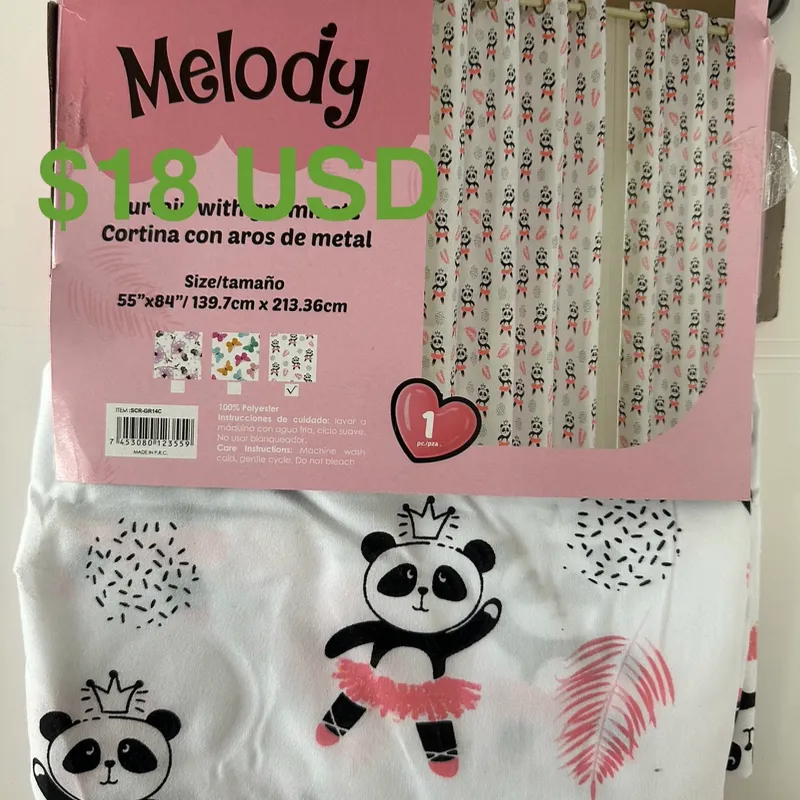 Melody
$18 USD
with
Cortina con aros de metal
Size/tamaño
55"x84"/ 139.7cm x 213.36cm
ITEM :SCR-GR14C
7 453080 123559
MADE IN P.R.C.
100% Polyester
Instrucciones de cuidado: lavar a
máquina con agua fría, ciclo suave.
No usar blanqueador.
Care Instructions: Machine wash
cold, gentle cycle. Do not bleach
1
pc./pza.